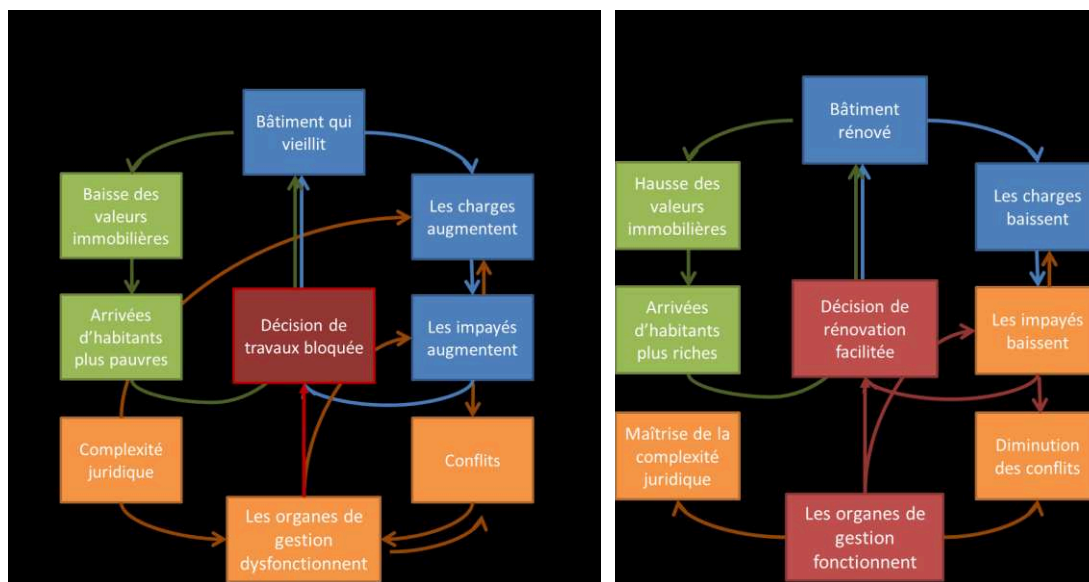 Bâtiment qui
vieillit
Baisse des
valeurs
immobilières
Les charges
augmentent
Arrivées
d'habitants
plus pauvres
Décision de
travaux bloquée
Les impayés
augmentent
Complexité
juridique
Conflits
Les organes de
gestion
dysfonctionnent
Bâtiment
rénové
Hausse des
valeurs
immobilières
Les charges
baissent
Arrivées
d'habitants
plus riches
Décision de
rénovation
facilitée
Les impayés
baissent
Maîtrise de la
complexité
juridique
Diminution
des conflits
Les organes de
gestion
fonctionnent